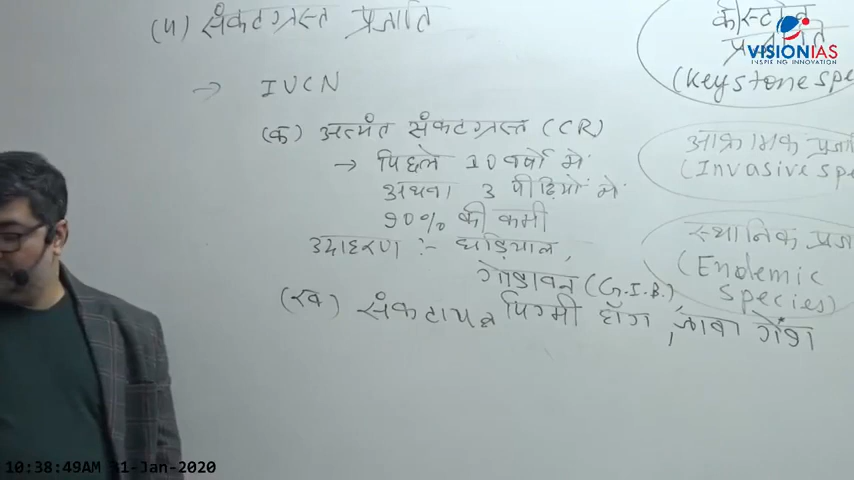 (५) संकटग्रस्त प्रजाति
→ IUCN
(क) अत्यंत संकटग्रस्त (CR)
→ पिछले 10 वर्षो में
अथवा 3 पीढ़ियों में
90% की कमी
उदाहरण :- घड़ियाल,
गोडावन (G.I.B.),
(ख) संकटापन्न पिग्मी हॉग, जावा गेंडा
कीस्टोन
प्रजाति
(Keystone spe
आक्रामक प्रजा
(Invasive spe
स्थानिक प्रजा
(Endemic
species)
VISIONIAS
INSPIRING INNOVATION
10:38:49AM 31-Jan-2020